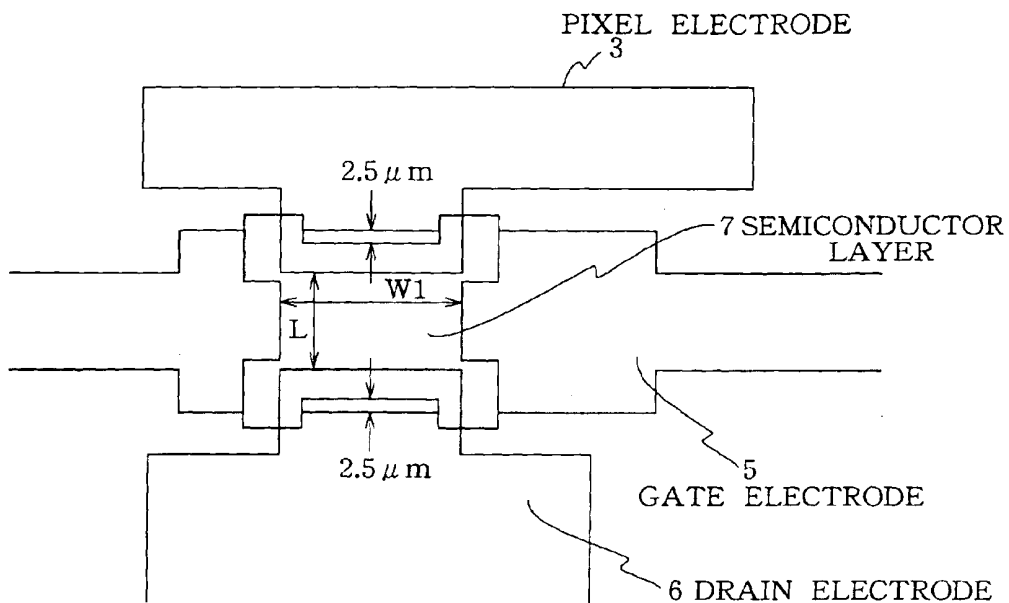 PIXEL ELECTRODE
3
2.5 μm
7 SEMICONDUCTOR
LAYER
W1
L
2.5 μm
5
GATE ELECTRODE
6 DRAIN ELECTRODE